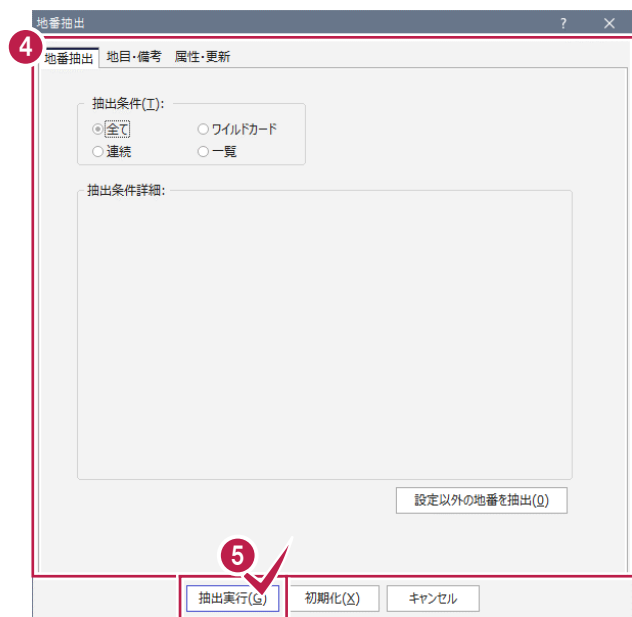 地番抽出 ? ×
4
地番抽出 地目・備考 属性・更新
抽出条件(T):
全て ワイルドカード
連続 一覧
抽出条件詳細:
設定以外の地番を抽出(0)
5
抽出実行(G) 初期化(X) キャンセル